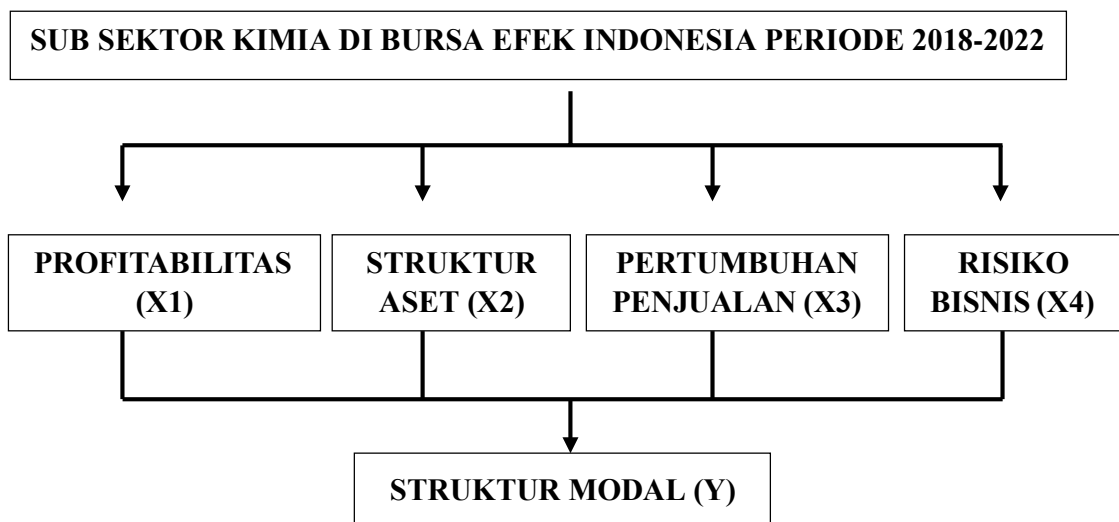 SUB SEKTOR KIMIA DI BURSA EFEK INDONESIA PERIODE 2018-2022
PROFITABILITAS
(X1)
STRUKTUR
ASET (X2)
PERTUMBUHAN
PENJUALAN (X3)
RISIKO
BISNIS (X4)
STRUKTUR MODAL (Y)